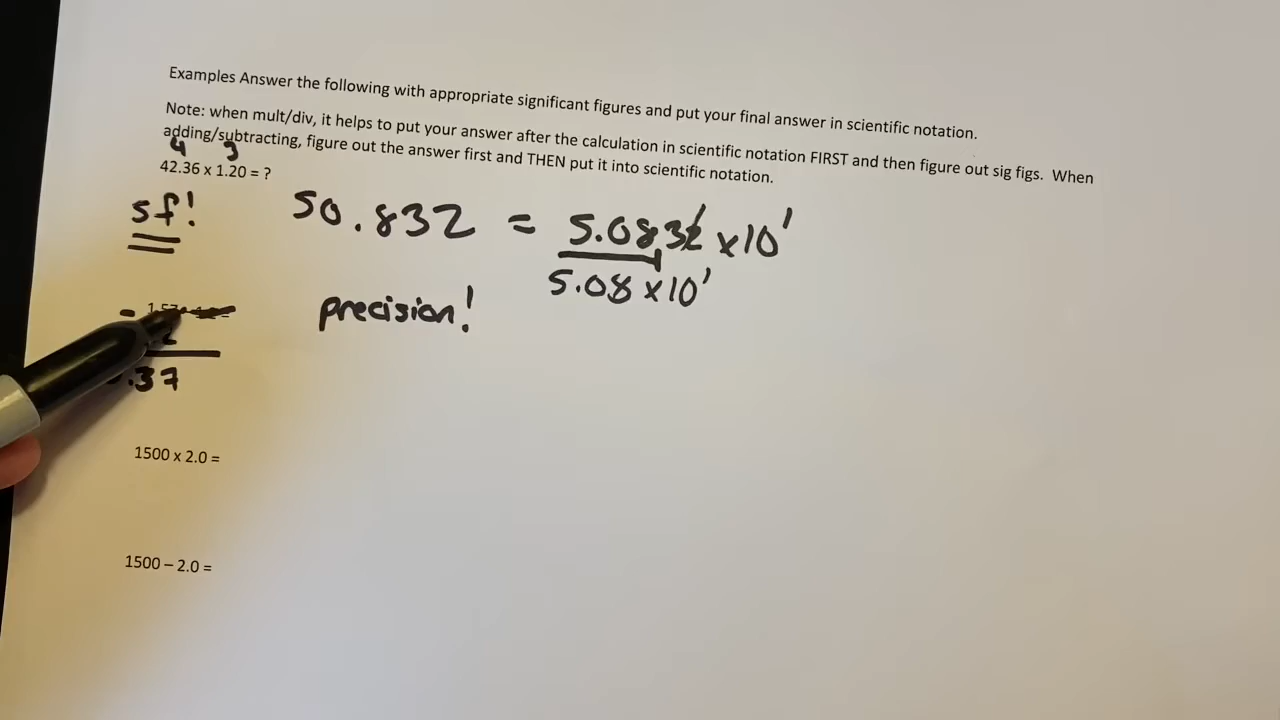 Examples Answer the following with appropriate significant figures and put your final answer in scientific notation.
Note: when mult/div, it helps to put your answer after the calculation in scientific notation FIRST and then figure out sig figs. When
adding/subtracting, figure out the answer first and THEN put it into scientific notation.
4 3
42.36 x 1.20 = ?
sf! 50.832 = 5.0832 x10¹
5.08 x10¹
precision!
.37
1500 x 2.0 =
1500 – 2.0 =